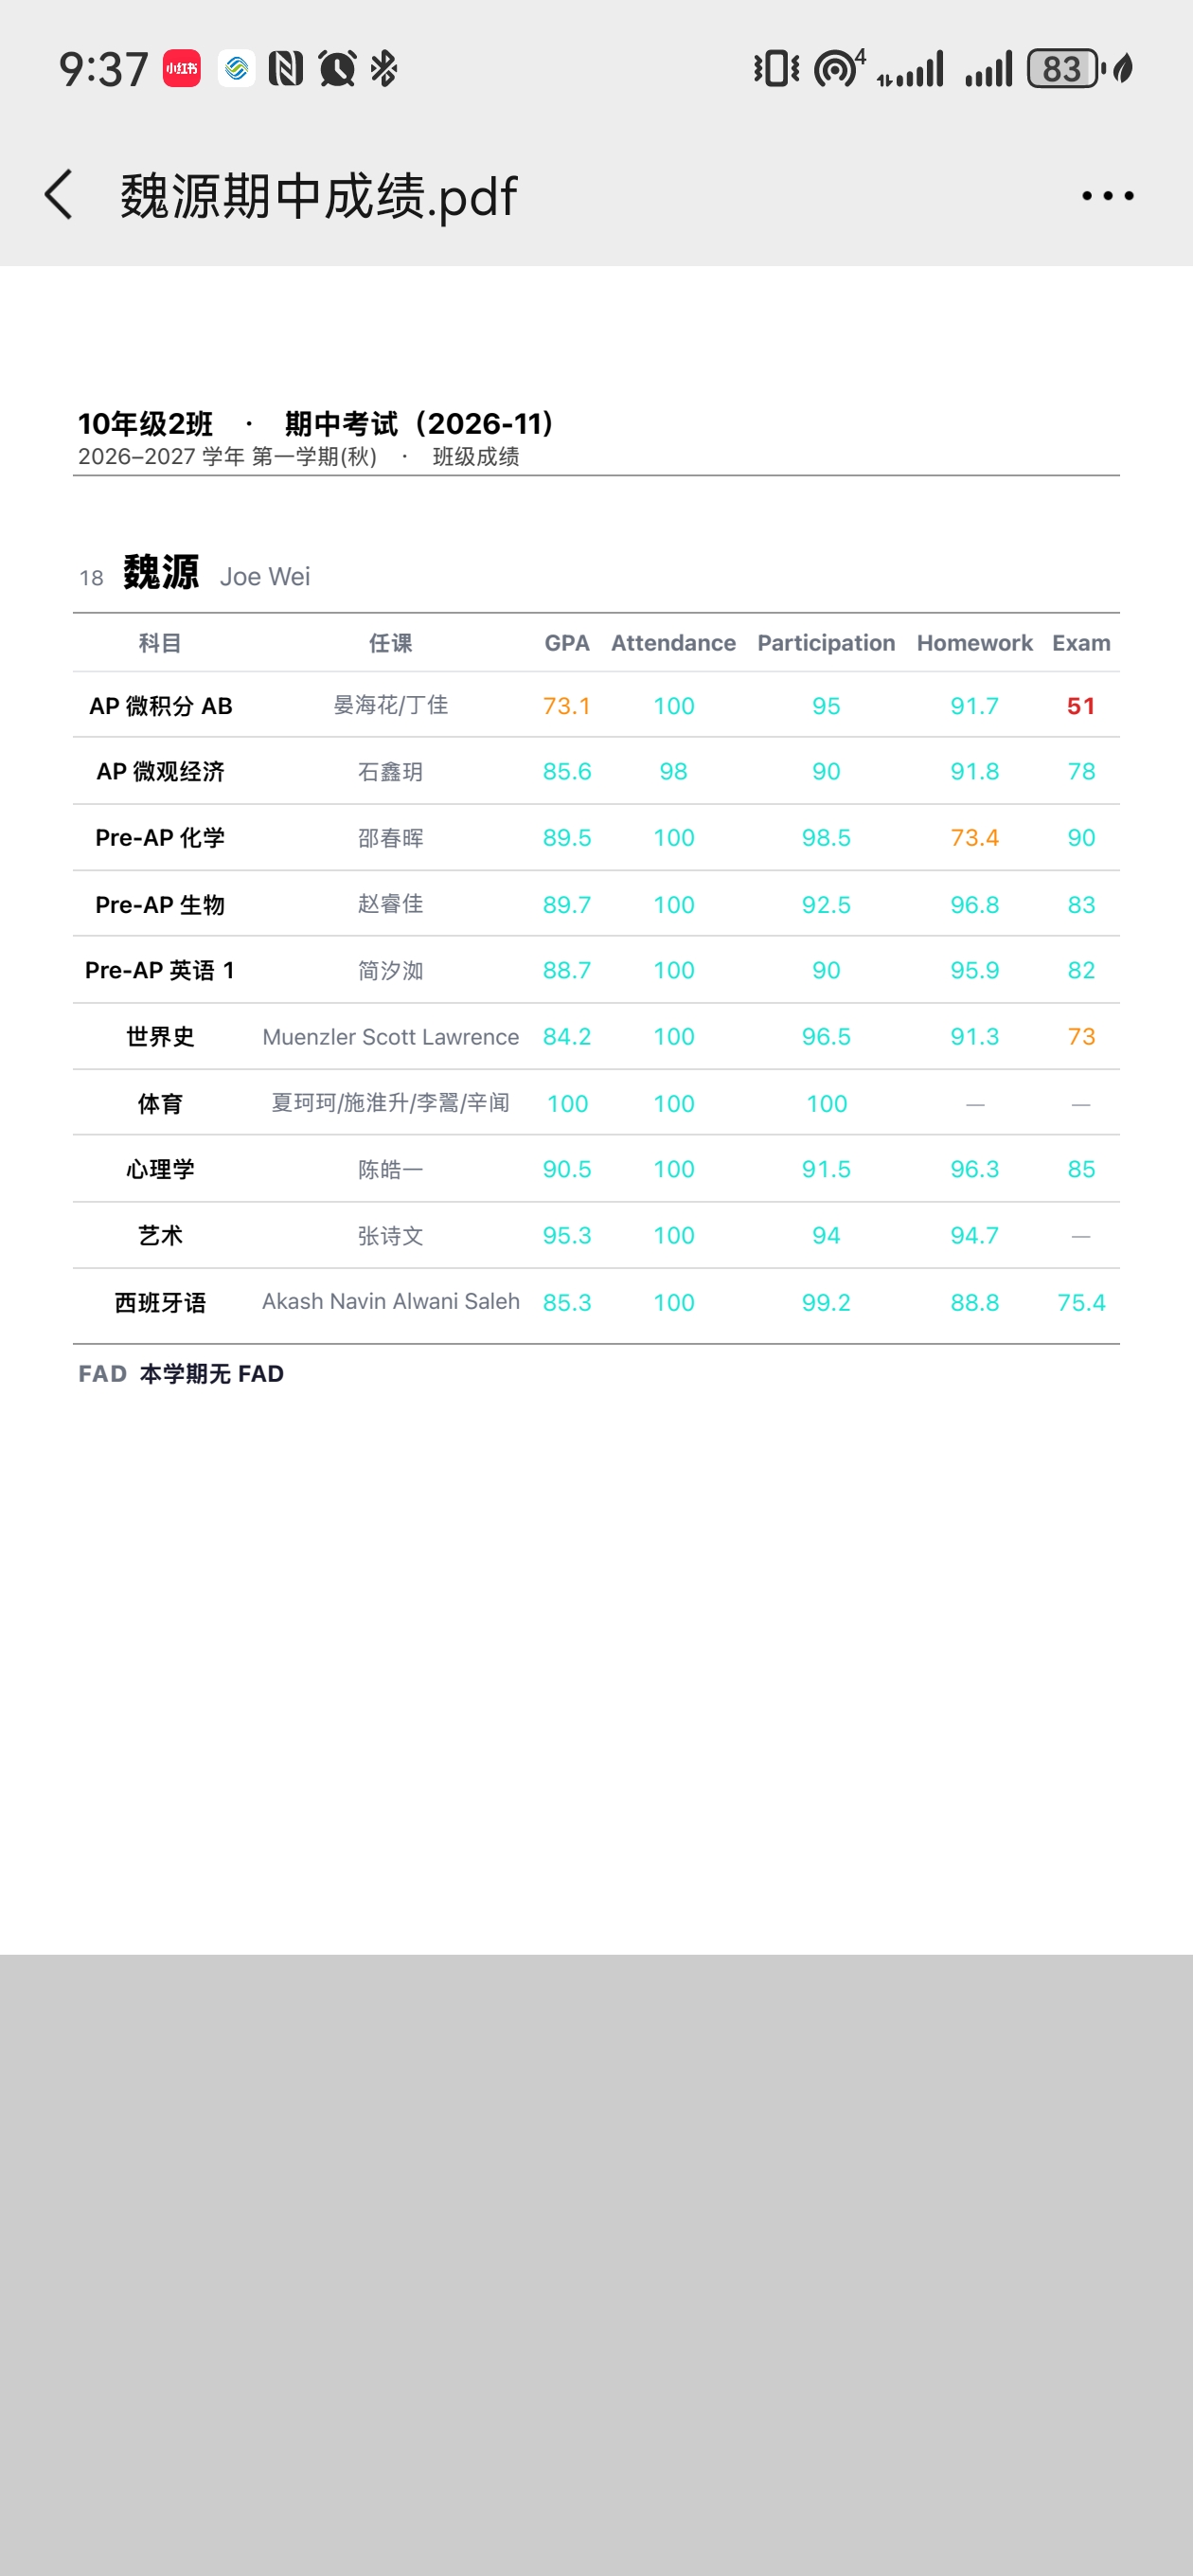 9:37 小红书 4 83
魏源期中成绩.pdf
10年级2班 · 期中考试（2026-11）
2026–2027 学年 第一学期(秋) · 班级成绩
18 魏源 Joe Wei
科目 任课 GPA Attendance Participation Homework Exam
AP 微积分 AB 晏海花/丁佳 73.1 100 95 91.7 51
AP 微观经济 石鑫玥 85.6 98 90 91.8 78
Pre-AP 化学 邵春晖 89.5 100 98.5 73.4 90
Pre-AP 生物 赵睿佳 89.7 100 92.5 96.8 83
Pre-AP 英语 1 简汐洳 88.7 100 90 95.9 82
世界史 Muenzler Scott Lawrence 84.2 100 96.5 91.3 73
体育 夏珂珂/施淮升/李翯/辛闻 100 100 100 — —
心理学 陈皓一 90.5 100 91.5 96.3 85
艺术 张诗文 95.3 100 94 94.7 —
西班牙语 Akash Navin Alwani Saleh 85.3 100 99.2 88.8 75.4
FAD 本学期无 FAD